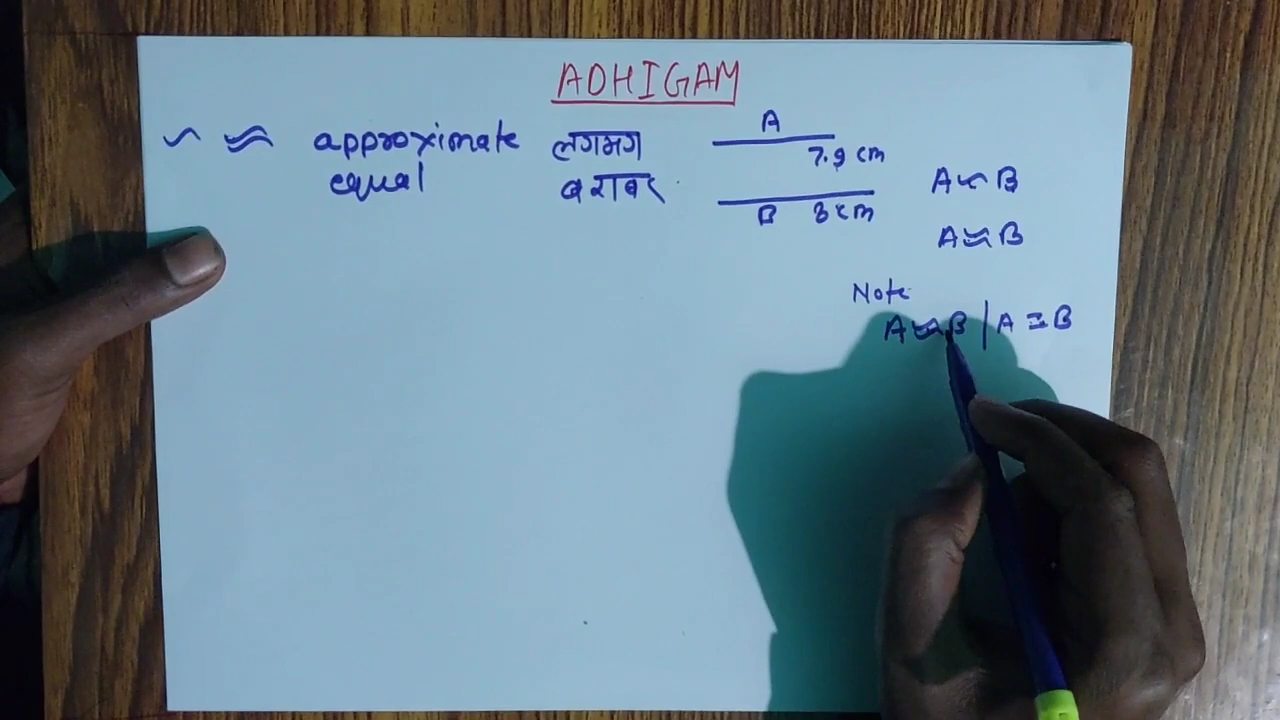 ADHIGAM
∼ ≈ approximate लगभग
equal बराबर
A
7.9 cm
B 8 cm
A ∼ B
A ≈ B
Note
A ≈ B | A ≃ B